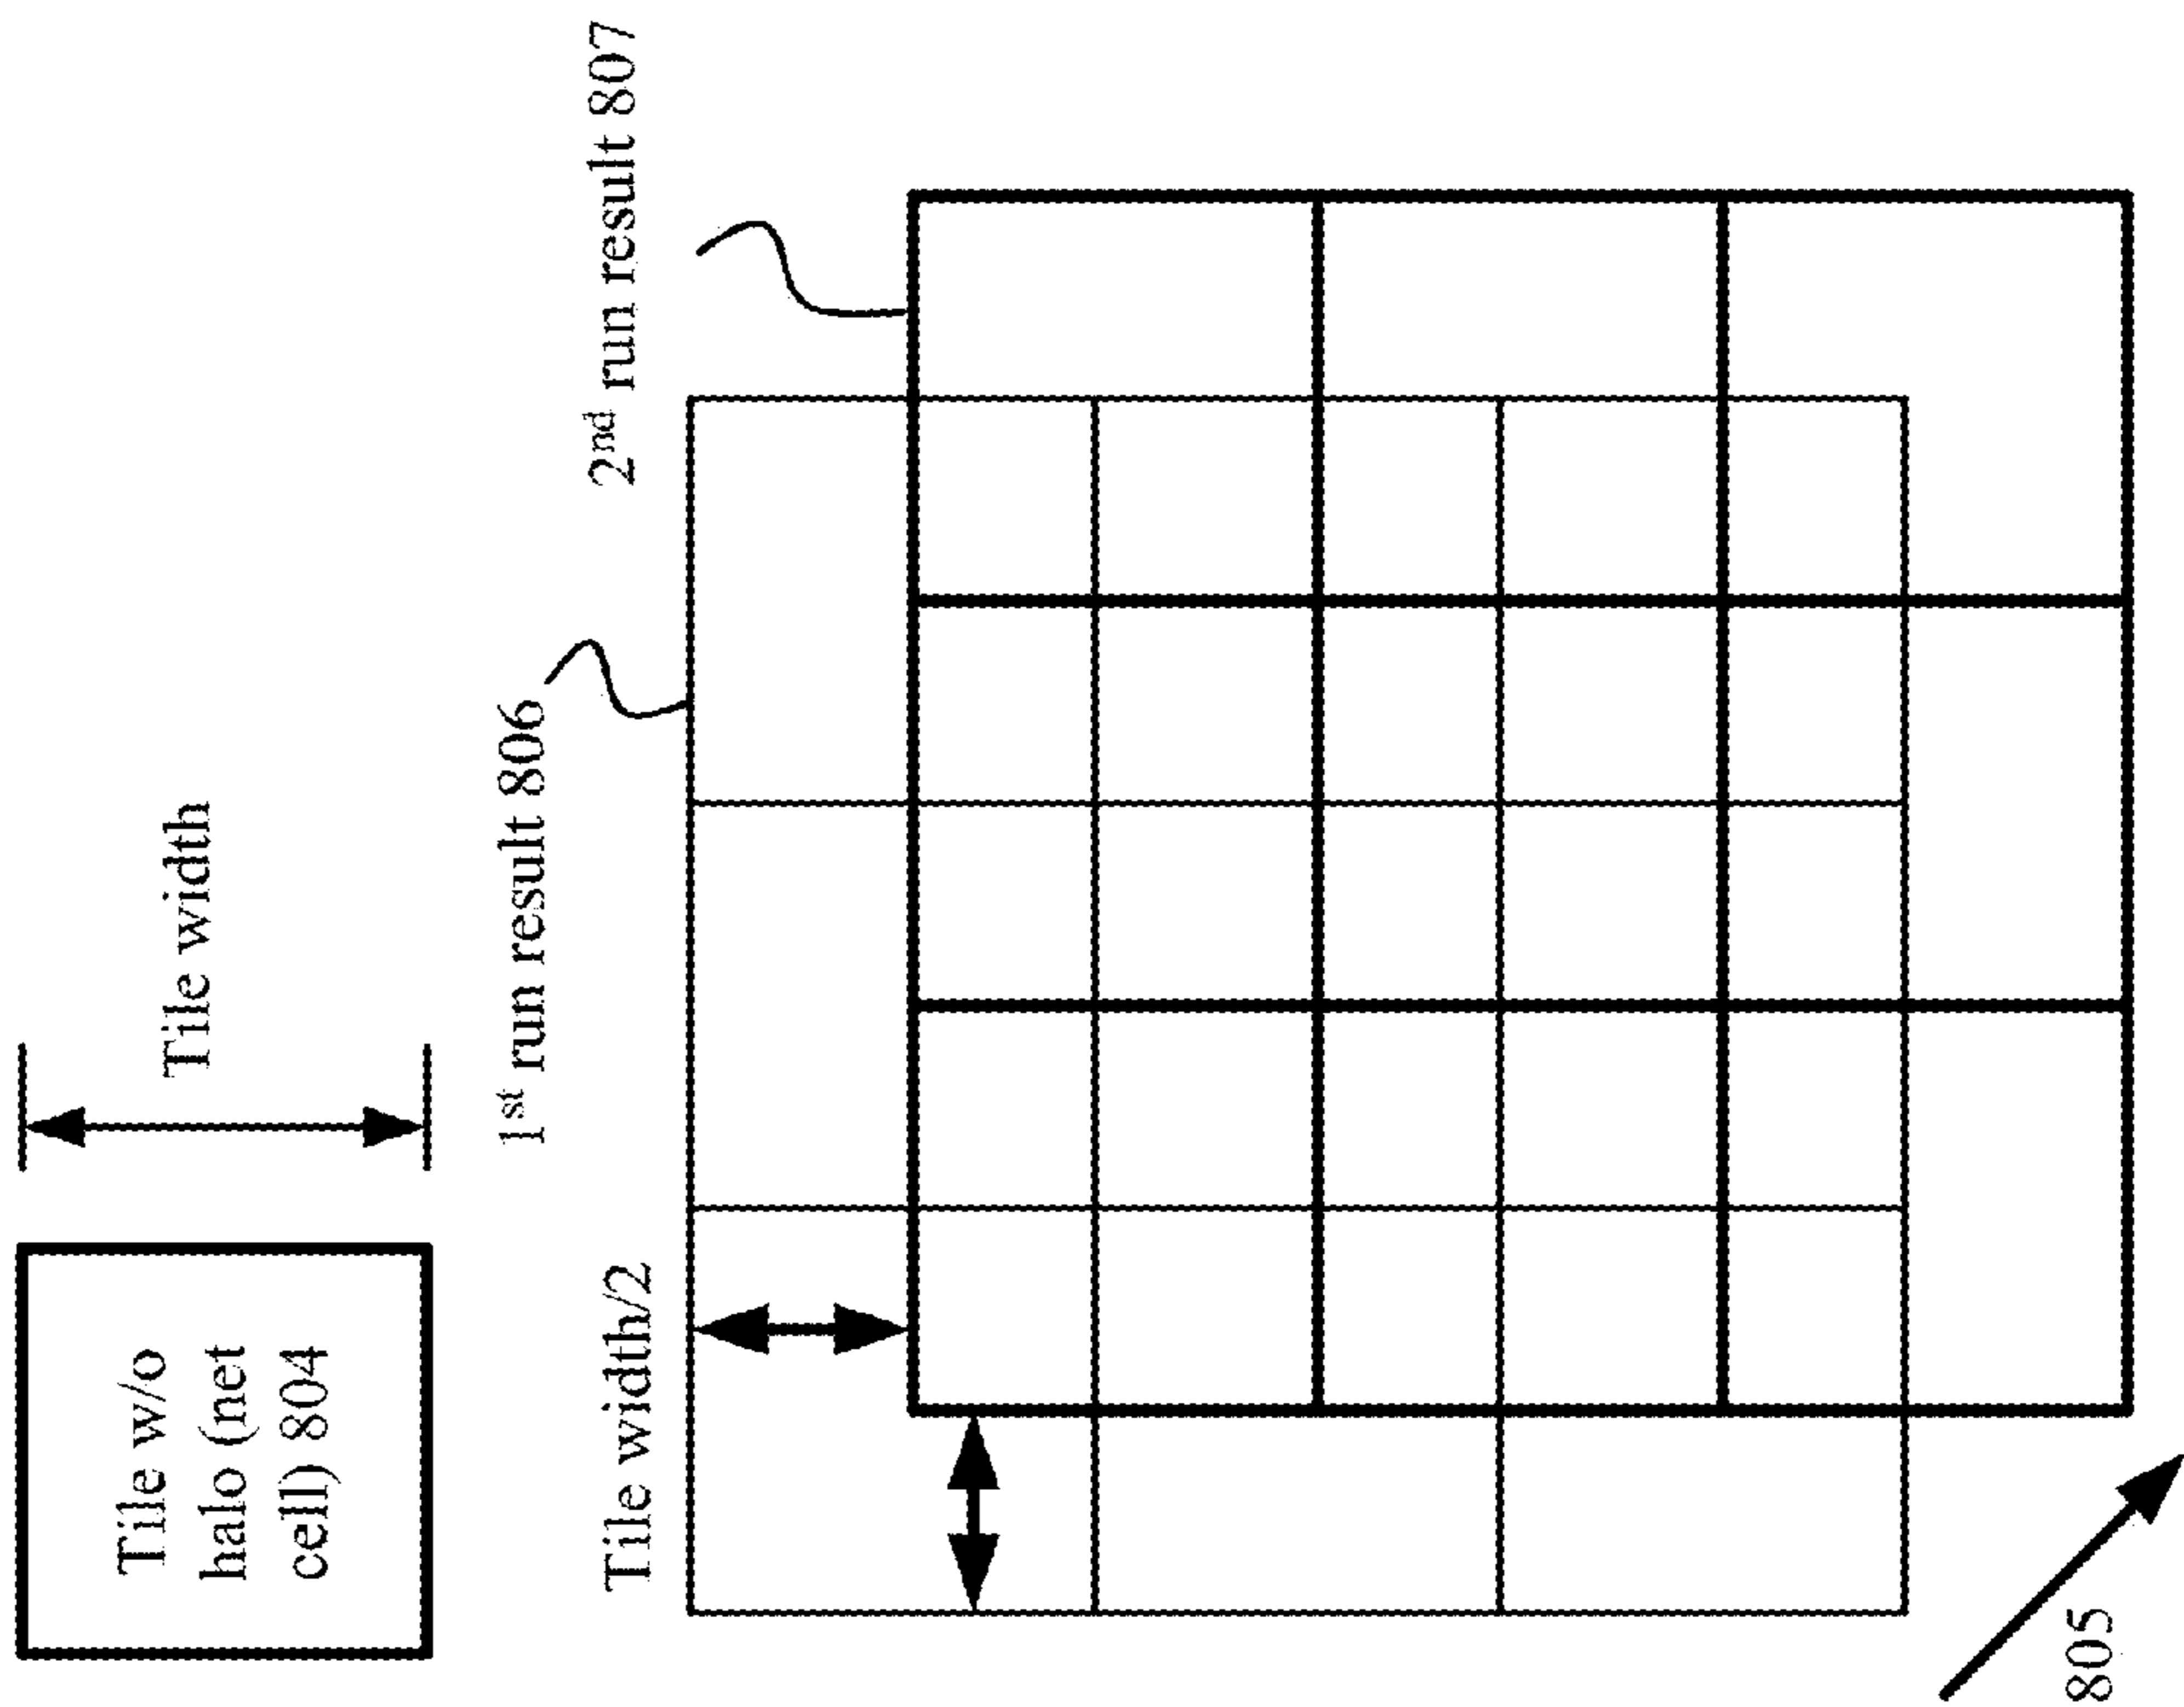 Tile w/o
halo (net
cell) 804
Tile width
1st run result 806
2nd run result 807
Tile width/2
805